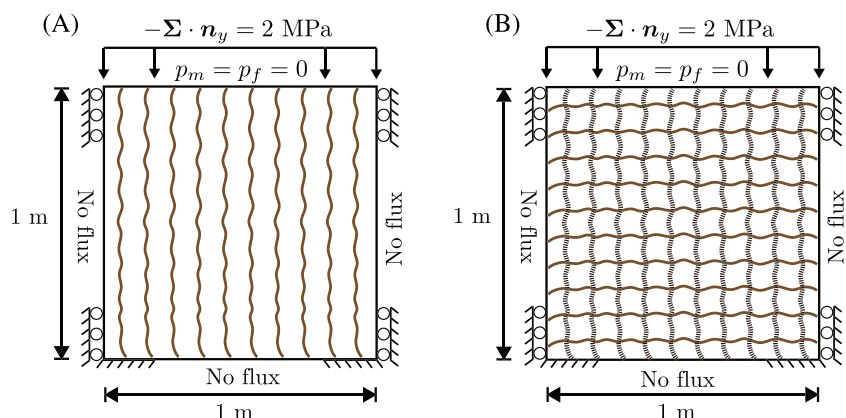 (A)
−Σ · n_y = 2 MPa
p_m = p_f = 0
No flux
1 m
No flux
No flux
1 m
(B)
−Σ · n_y = 2 MPa
p_m = p_f = 0
No flux
1 m
No flux
No flux
1 m